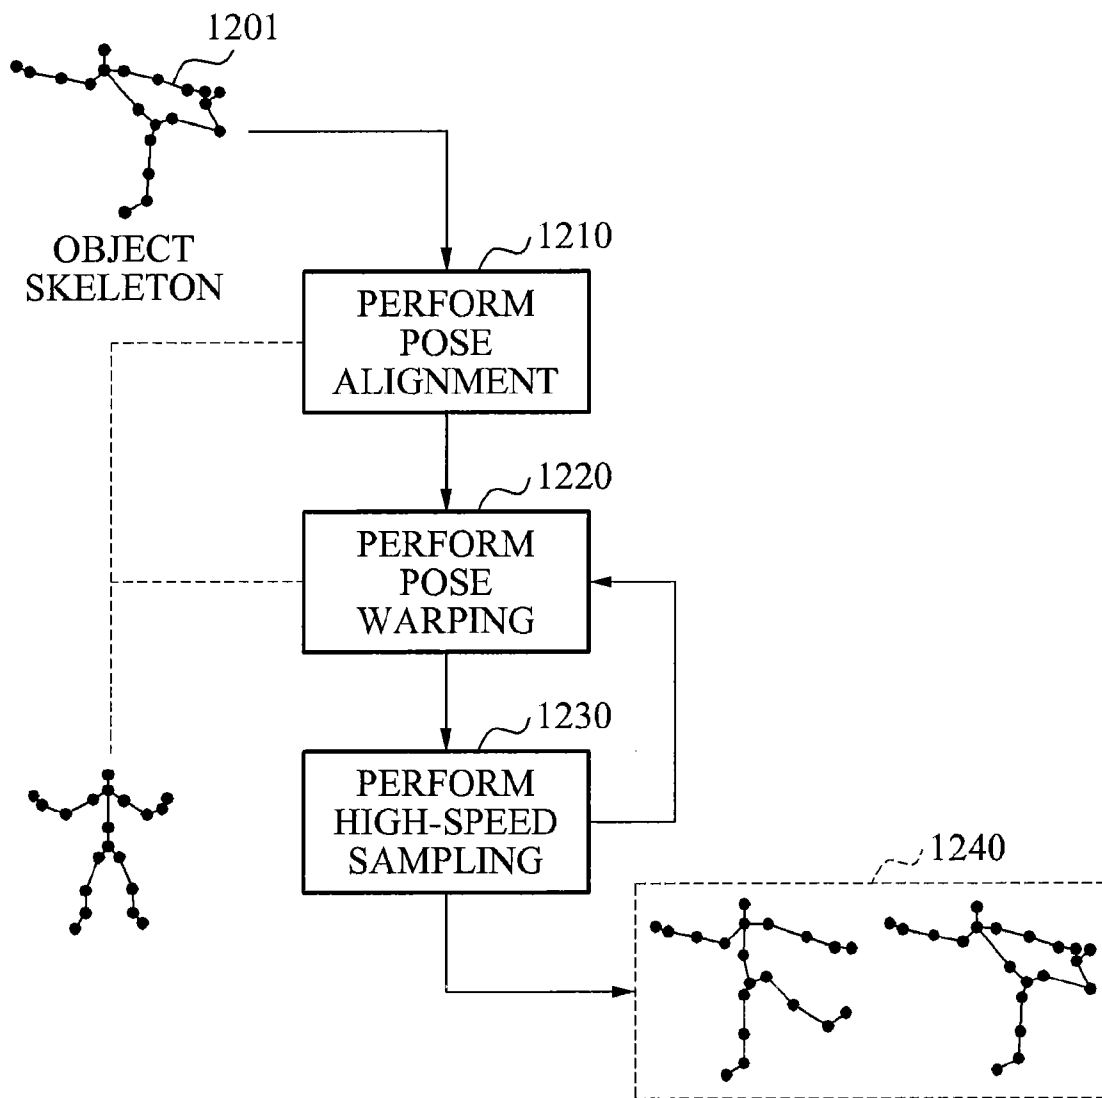 1201
OBJECT
SKELETON
1210
PERFORM
POSE
ALIGNMENT
1220
PERFORM
POSE
WARPING
1230
PERFORM
HIGH-SPEED
SAMPLING
1240